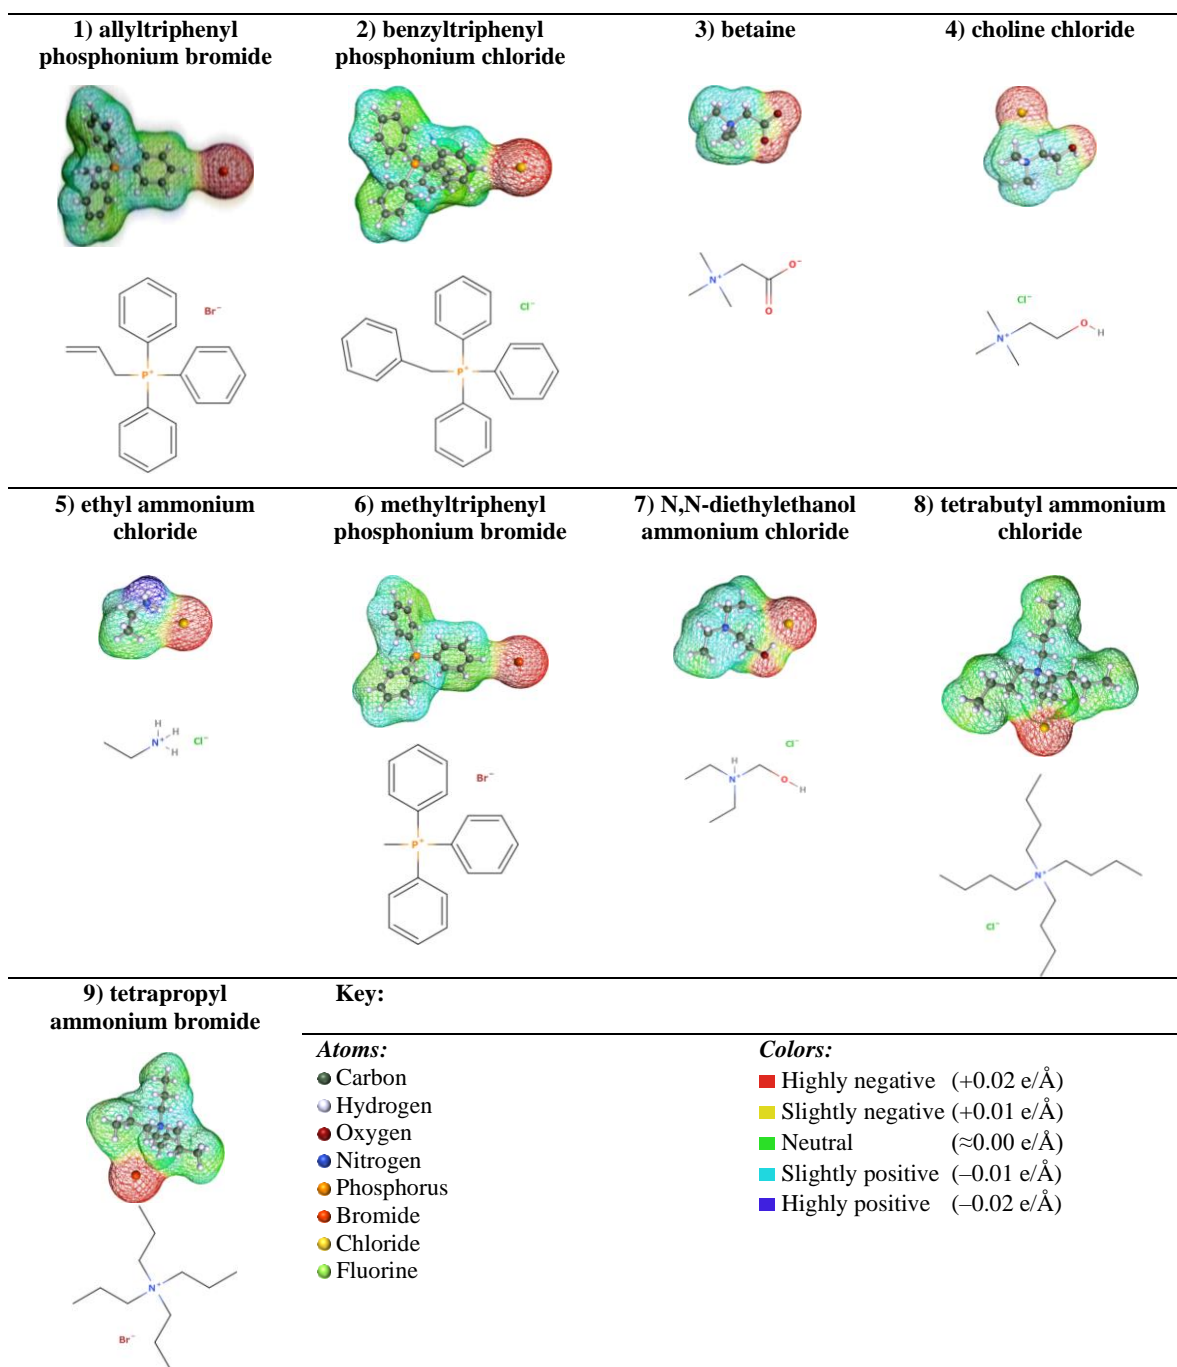 1) allyltriphenyl
phosphonium bromide
2) benzyltriphenyl
phosphonium chloride
3) betaine
4) choline chloride
Br⁻
P⁺
Cl⁻
P⁺
N⁺
O⁻
O
Cl⁻
N⁺
O
H
5) ethyl ammonium
chloride
6) methyltriphenyl
phosphonium bromide
7) N,N-diethylethanol
ammonium chloride
8) tetrabutyl ammonium
chloride
H
N⁺
H
H
Cl⁻
Br⁻
P⁺
Cl⁻
H
N⁺
O
H
N⁺
Cl⁻
9) tetrapropyl
ammonium bromide
N⁺
Br⁻
Key:
Atoms:
Carbon
Hydrogen
Oxygen
Nitrogen
Phosphorus
Bromide
Chloride
Fluorine
Colors:
Highly negative (+0.02 e/Å)
Slightly negative (+0.01 e/Å)
Neutral (≈0.00 e/Å)
Slightly positive (–0.01 e/Å)
Highly positive (–0.02 e/Å)